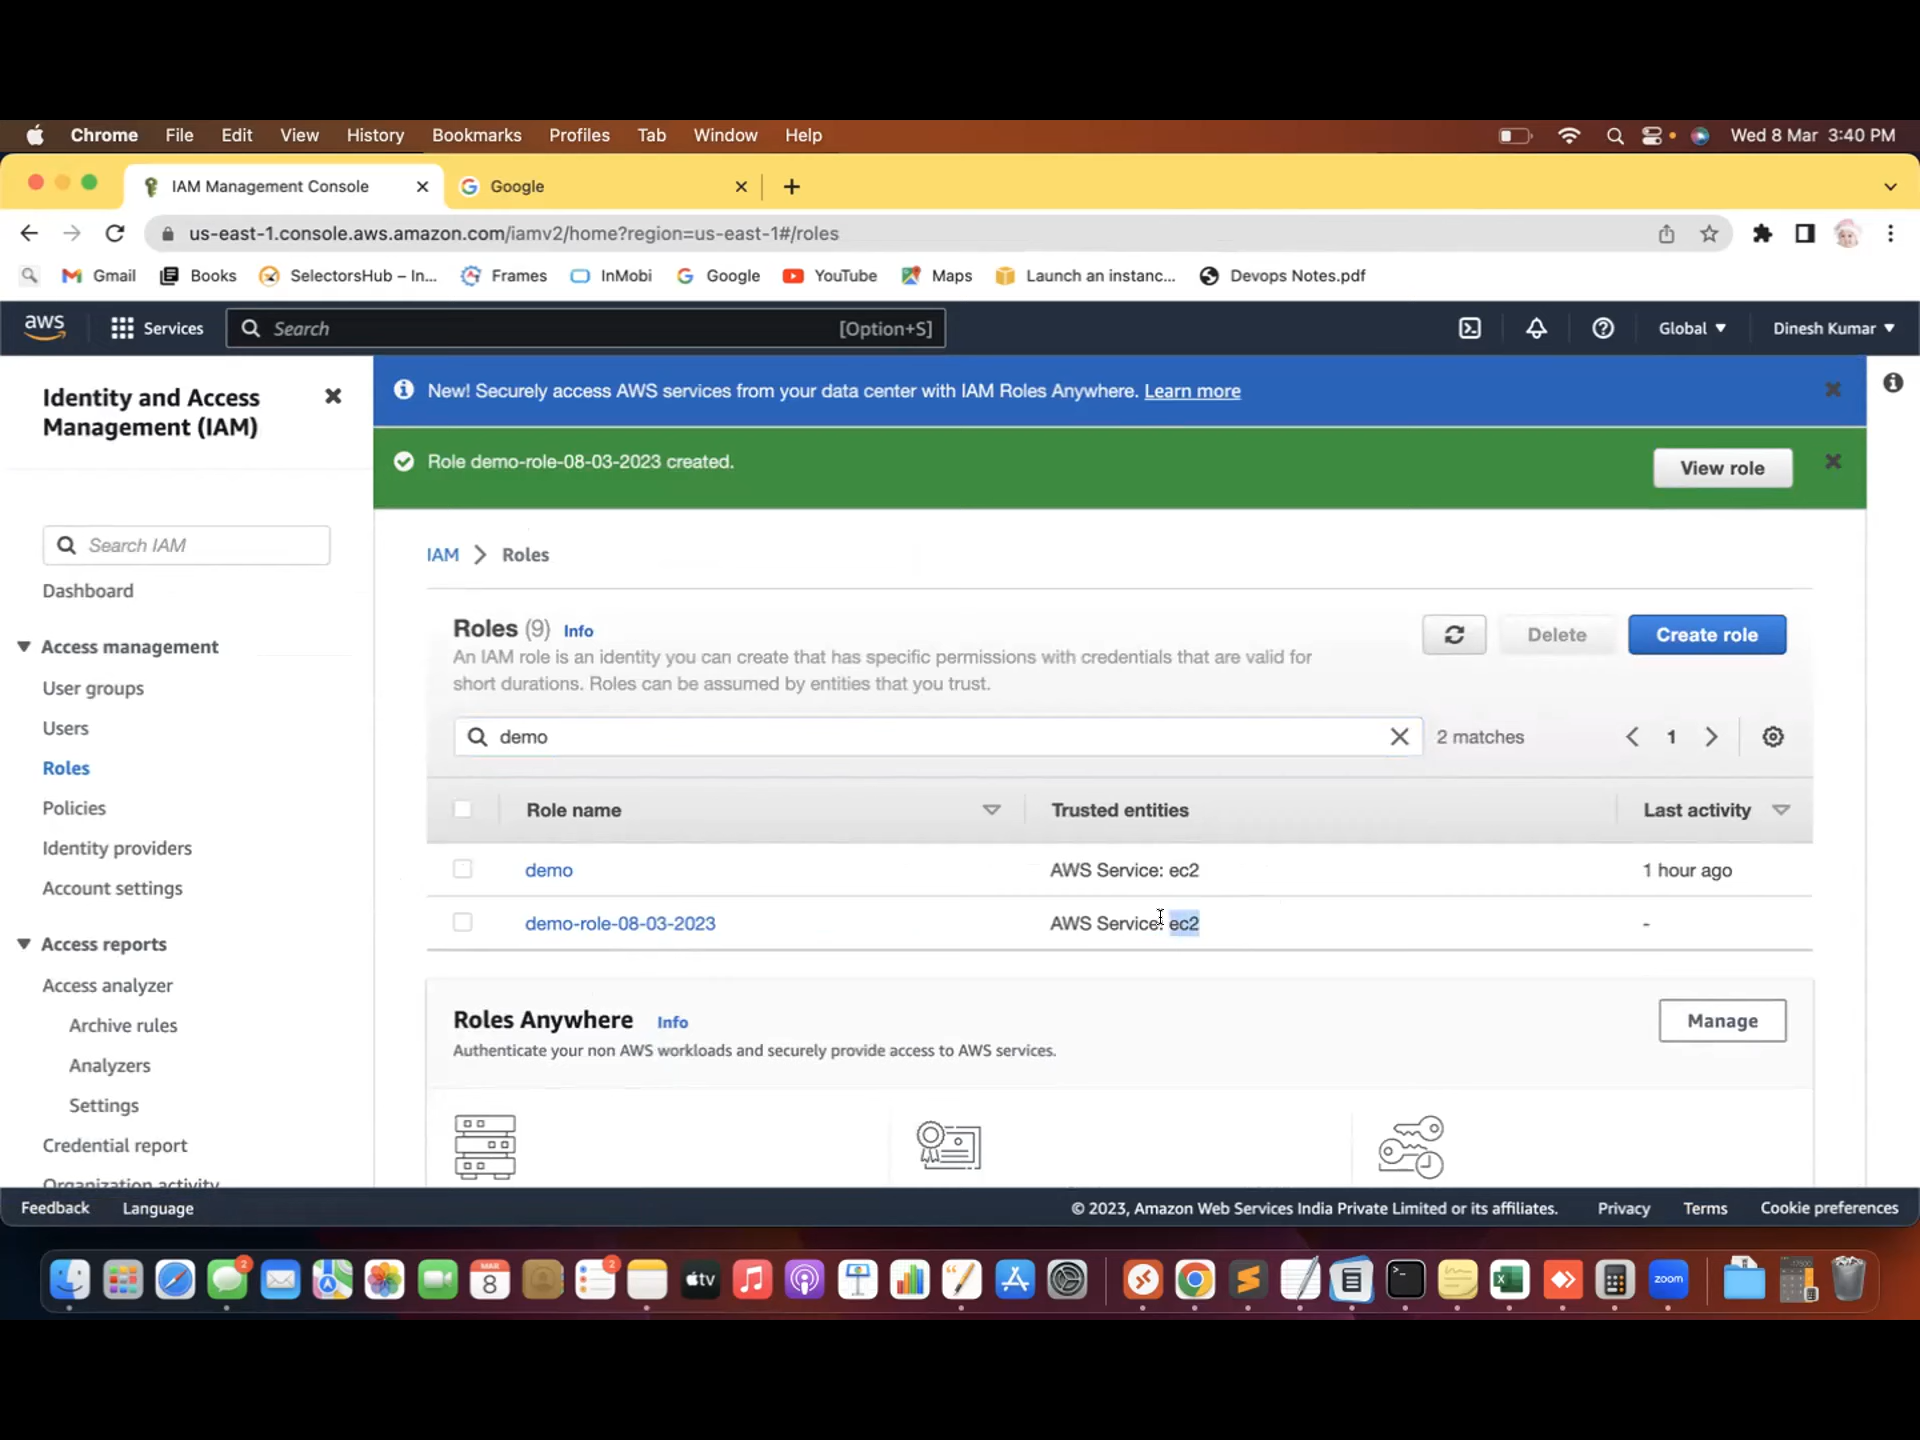 Chrome File Edit View History Bookmarks Profiles Tab Window Help Wed 8 Mar 3:40 PM
IAM Management Console Google
us-east-1.console.aws.amazon.com/iamv2/home?region=us-east-1#/roles
Gmail Books SelectorsHub – In... Frames InMobi Google YouTube Maps Launch an instanc... Devops Notes.pdf
aws Services Search [Option+S] Global Dinesh Kumar
Identity and Access
Management (IAM)
Search IAM
Dashboard
Access management
User groups
Users
Roles
Policies
Identity providers
Account settings
Access reports
Access analyzer
Archive rules
Analyzers
Settings
Credential report
Organization activity
New! Securely access AWS services from your data center with IAM Roles Anywhere. Learn more
Role demo-role-08-03-2023 created. View role
IAM > Roles
Roles (9) Info Delete Create role
An IAM role is an identity you can create that has specific permissions with credentials that are valid for
short durations. Roles can be assumed by entities that you trust.
demo 2 matches 1
Role name Trusted entities Last activity
demo AWS Service: ec2 1 hour ago
demo-role-08-03-2023 AWS Service: ec2 -
Roles Anywhere Info Manage
Authenticate your non AWS workloads and securely provide access to AWS services.
Feedback Language © 2023, Amazon Web Services India Private Limited or its affiliates. Privacy Terms Cookie preferences
2 MAR 8 2 tv zoom